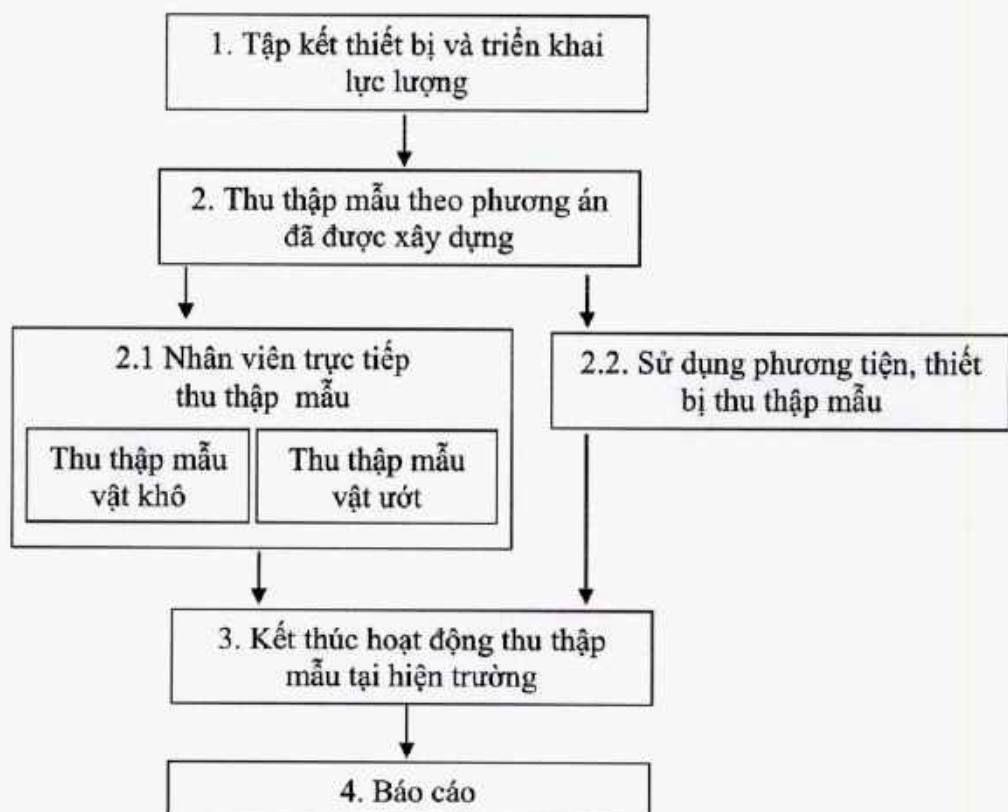 1. Tập kết thiết bị và triển khai
lực lượng
2. Thu thập mẫu theo phương án
đã được xây dựng
2.1 Nhân viên trực tiếp
thu thập mẫu
Thu thập mẫu
vật khô
Thu thập mẫu
vật ướt
2.2. Sử dụng phương tiện, thiết
bị thu thập mẫu
3. Kết thúc hoạt động thu thập
mẫu tại hiện trường
4. Báo cáo